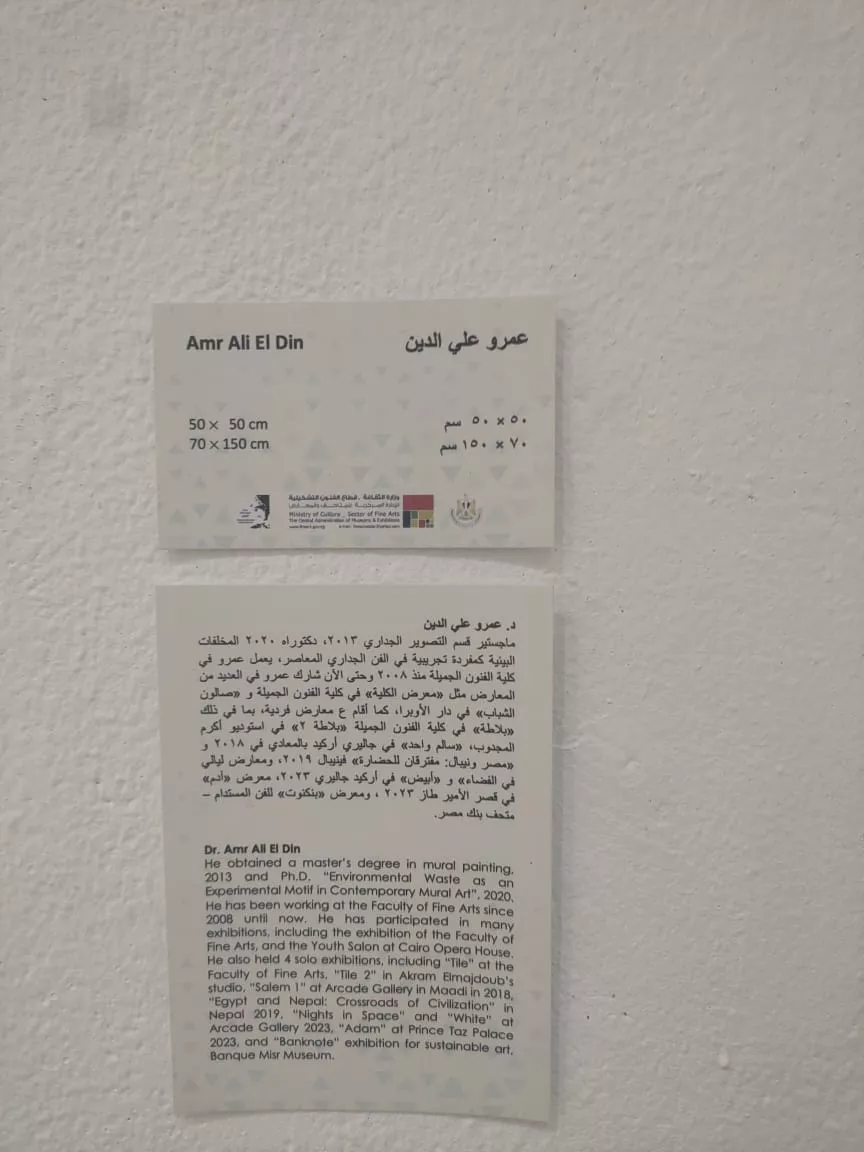 Amr Ali El Din
عمرو علي الدين
50 × 50 cm
70 × 150 cm
٥٠ × ٥٠ سم
٧٠ × ١٥٠ سم
وزارة الثقافة . قطاع الفنون التشكيلية
Ministry of Culture _ Sector of Fine Arts
The Central Administration of Museums & Exhibitions
د. عمرو علي الدين
ماجستير قسم التصوير الجداري ٢٠١٣، دكتوراه ٢٠٢٠ المخلفات
البيئية كمفردة تجريبية في الفن الجداري المعاصر، يعمل عمرو في
كلية الفنون الجميلة منذ ٢٠٠٨ وحتى الآن شارك عمرو في العديد من
المعارض مثل «معرض الكلية» في كلية الفنون الجميلة و «صالون
الشباب» في دار الأوبرا، كما أقام ع معارض فردية، بما في ذلك
«بلاطة» في كلية الفنون الجميلة «بلاطة ٢» في استوديو أكرم
المجدوب، «سالم واحد» في جاليري أركيد بالمعادي في ٢٠١٨ و
«مصر ونيبال: مفترقان للحضارة» فينيبال ٢٠١٩، ومعارض ليالي
في الفضاء» و «أبيض» في أركيد جاليري ٢٠٢٣، معرض «آدم»
في قصر الأمير طاز ٢٠٢٣ ، ومعرض «بنكنوت» للفن المستدام –
متحف بنك مصر.
Dr. Amr Ali El Din
He obtained a master's degree in mural painting,
2013 and Ph.D. "Environmental Waste as an
Experimental Motif in Contemporary Mural Art", 2020,
He has been working at the Faculty of Fine Arts since
2008 until now. He has participated in many
exhibitions, including the exhibition of the Faculty of
Fine Arts, and the Youth Salon at Cairo Opera House.
He also held 4 solo exhibitions, including "Tile" at the
Faculty of Fine Arts, "Tile 2" in Akram Elmajdoub's
studio, "Salem 1" at Arcade Gallery in Maadi in 2018,
"Egypt and Nepal: Crossroads of Civilization" in
Nepal 2019, "Nights in Space" and "White" at
Arcade Gallery 2023, "Adam" at Prince Taz Palace
2023, and "Banknote" exhibition for sustainable art,
Banque Misr Museum.